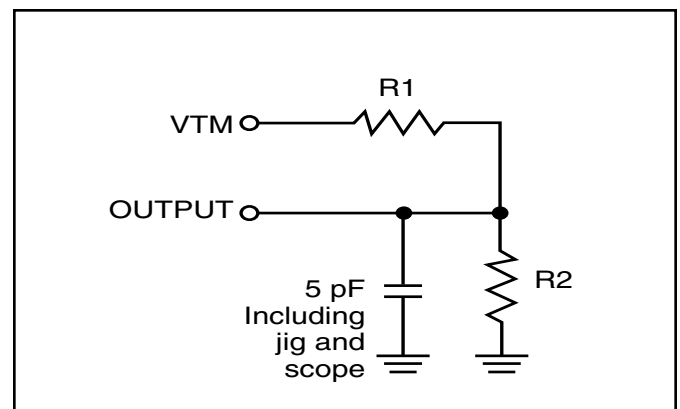 R1
VTM
OUTPUT
R2
5 pF
Including
jig and
scope